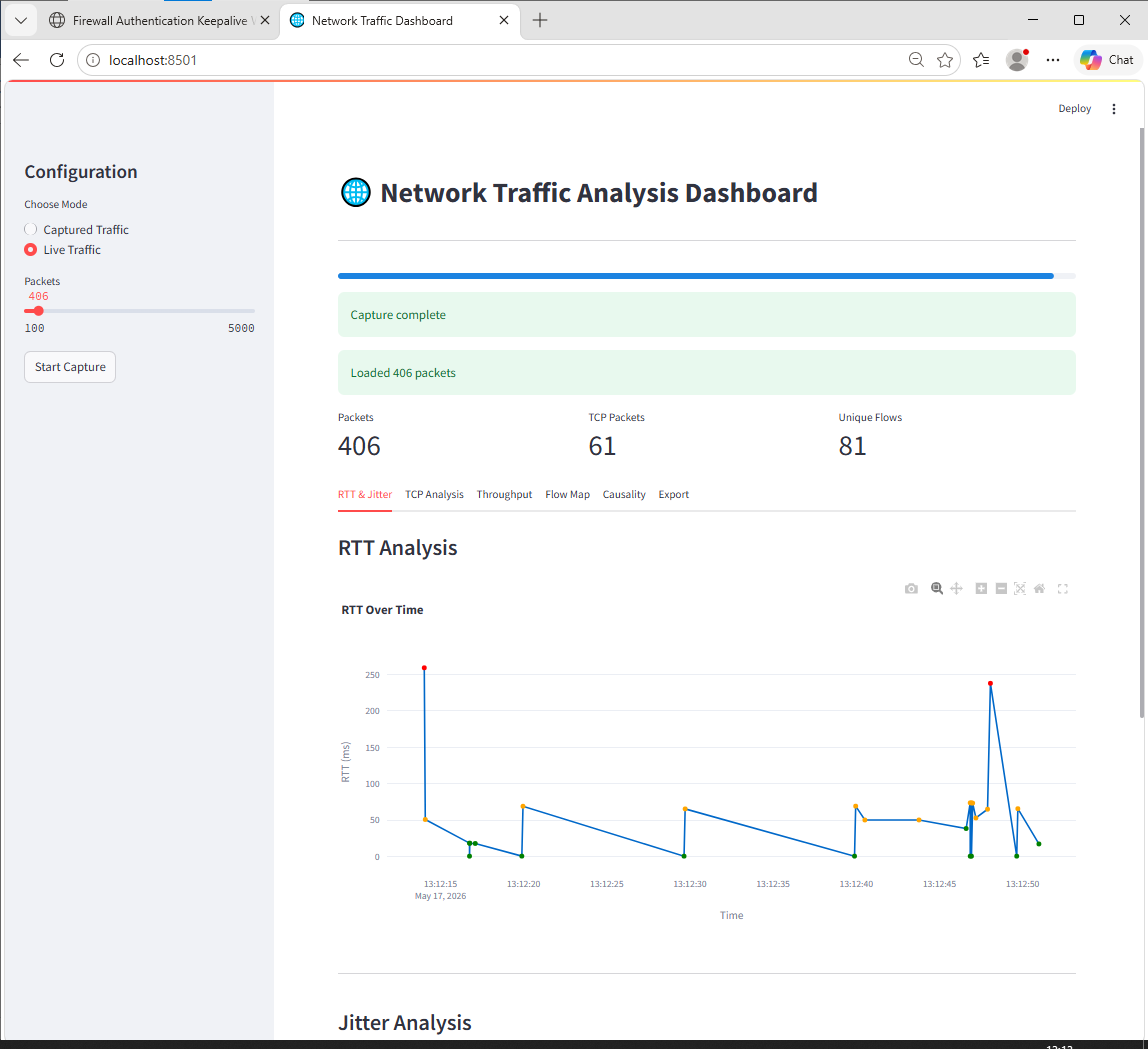 Firewall Authentication Keepalive
Network Traffic Dashboard
localhost:8501
Chat
Deploy
Configuration
Choose Mode
Captured Traffic
Live Traffic
Packets
406
100 5000
Start Capture
Network Traffic Analysis Dashboard
Capture complete
Loaded 406 packets
Packets TCP Packets Unique Flows
406 61 81
RTT & Jitter TCP Analysis Throughput Flow Map Causality Export
RTT Analysis
RTT Over Time
250
200
150
100
50
0
RTT (ms)
13:12:15 13:12:20 13:12:25 13:12:30 13:12:35 13:12:40 13:12:45 13:12:50
May 17, 2026
Time
Jitter Analysis